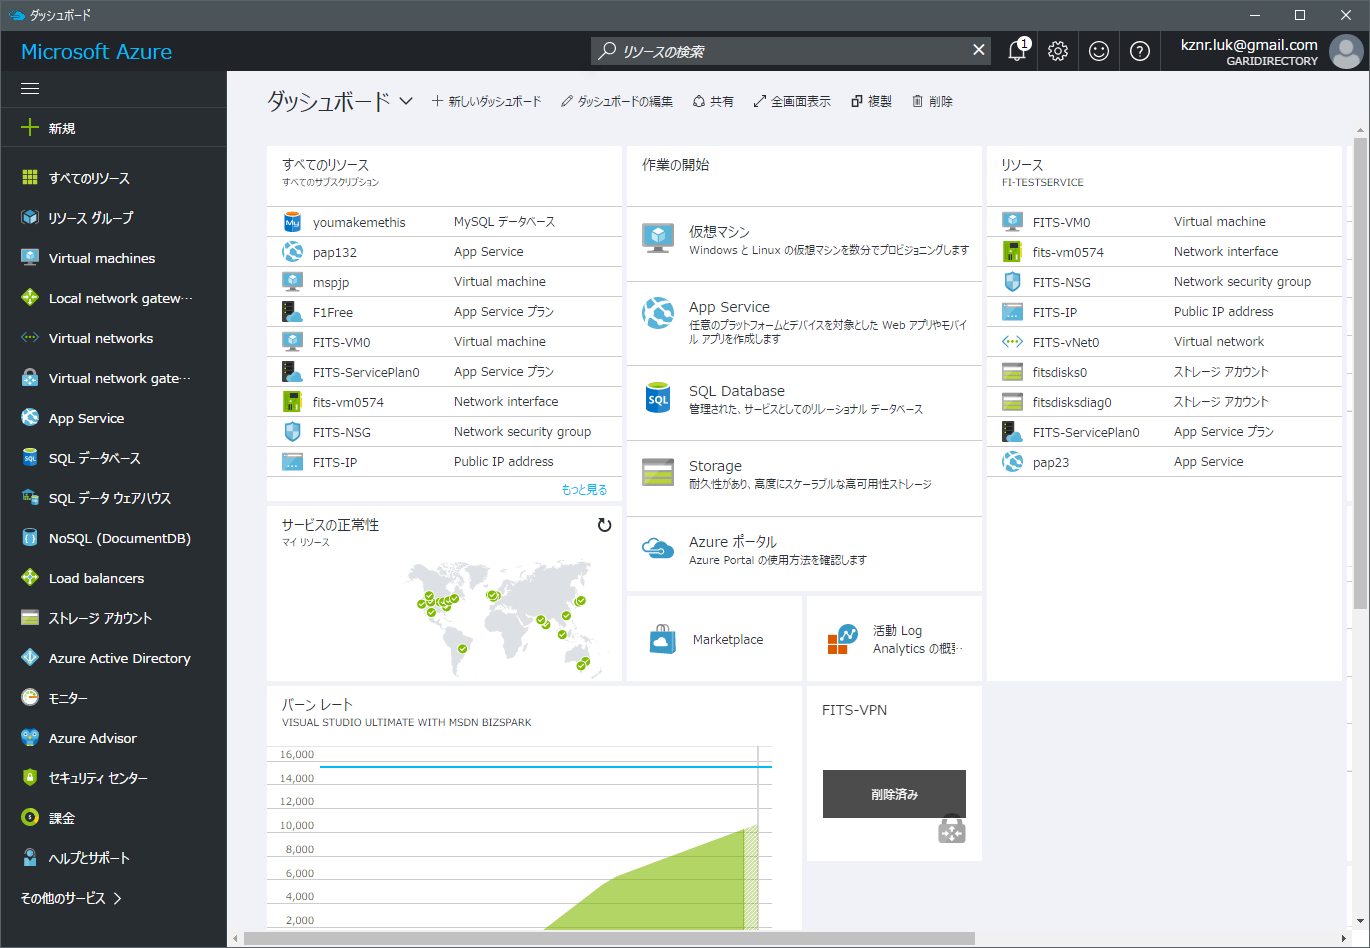 ダッシュボード
Microsoft Azure
リソースの検索
1
kznr.luk@gmail.com
GARIDIRECTORY
新規
すべてのリソース
リソース グループ
Virtual machines
Local network gatew…
Virtual networks
Virtual network gate…
App Service
SQL データベース
SQL データ ウェアハウス
NoSQL (DocumentDB)
Load balancers
ストレージ アカウント
Azure Active Directory
モニター
Azure Advisor
セキュリティ センター
課金
ヘルプとサポート
その他のサービス
ダッシュボード
新しいダッシュボード
ダッシュボードの編集
共有
全画面表示
複製
削除
すべてのリソース
すべてのサブスクリプション
youmakemethis MySQL データベース
pap132 App Service
mspjp Virtual machine
F1Free App Service プラン
FITS-VM0 Virtual machine
FITS-ServicePlan0 App Service プラン
fits-vm0574 Network interface
FITS-NSG Network security group
FITS-IP Public IP address
もっと見る
サービスの正常性
マイ リソース
バーン レート
VISUAL STUDIO ULTIMATE WITH MSDN BIZSPARK
16,000
14,000
12,000
10,000
8,000
6,000
4,000
2,000
作業の開始
仮想マシン
Windows と Linux の仮想マシンを数分でプロビジョニングします
App Service
任意のプラットフォームとデバイスを対象とした Web アプリやモバイ
ル アプリを作成します
SQL
SQL Database
管理された、サービスとしてのリレーショナル データベース
Storage
耐久性があり、高度にスケーラブルな高可用性ストレージ
Azure ポータル
Azure Portal の使用方法を確認します
Marketplace
活動 Log
Analytics の概要…
FITS-VPN
削除済み
リソース
FI-TESTSERVICE
FITS-VM0 Virtual machine
fits-vm0574 Network interface
FITS-NSG Network security group
FITS-IP Public IP address
FITS-vNet0 Virtual network
fitsdisks0 ストレージ アカウント
fitsdisksdiag0 ストレージ アカウント
FITS-ServicePlan0 App Service プラン
pap23 App Service